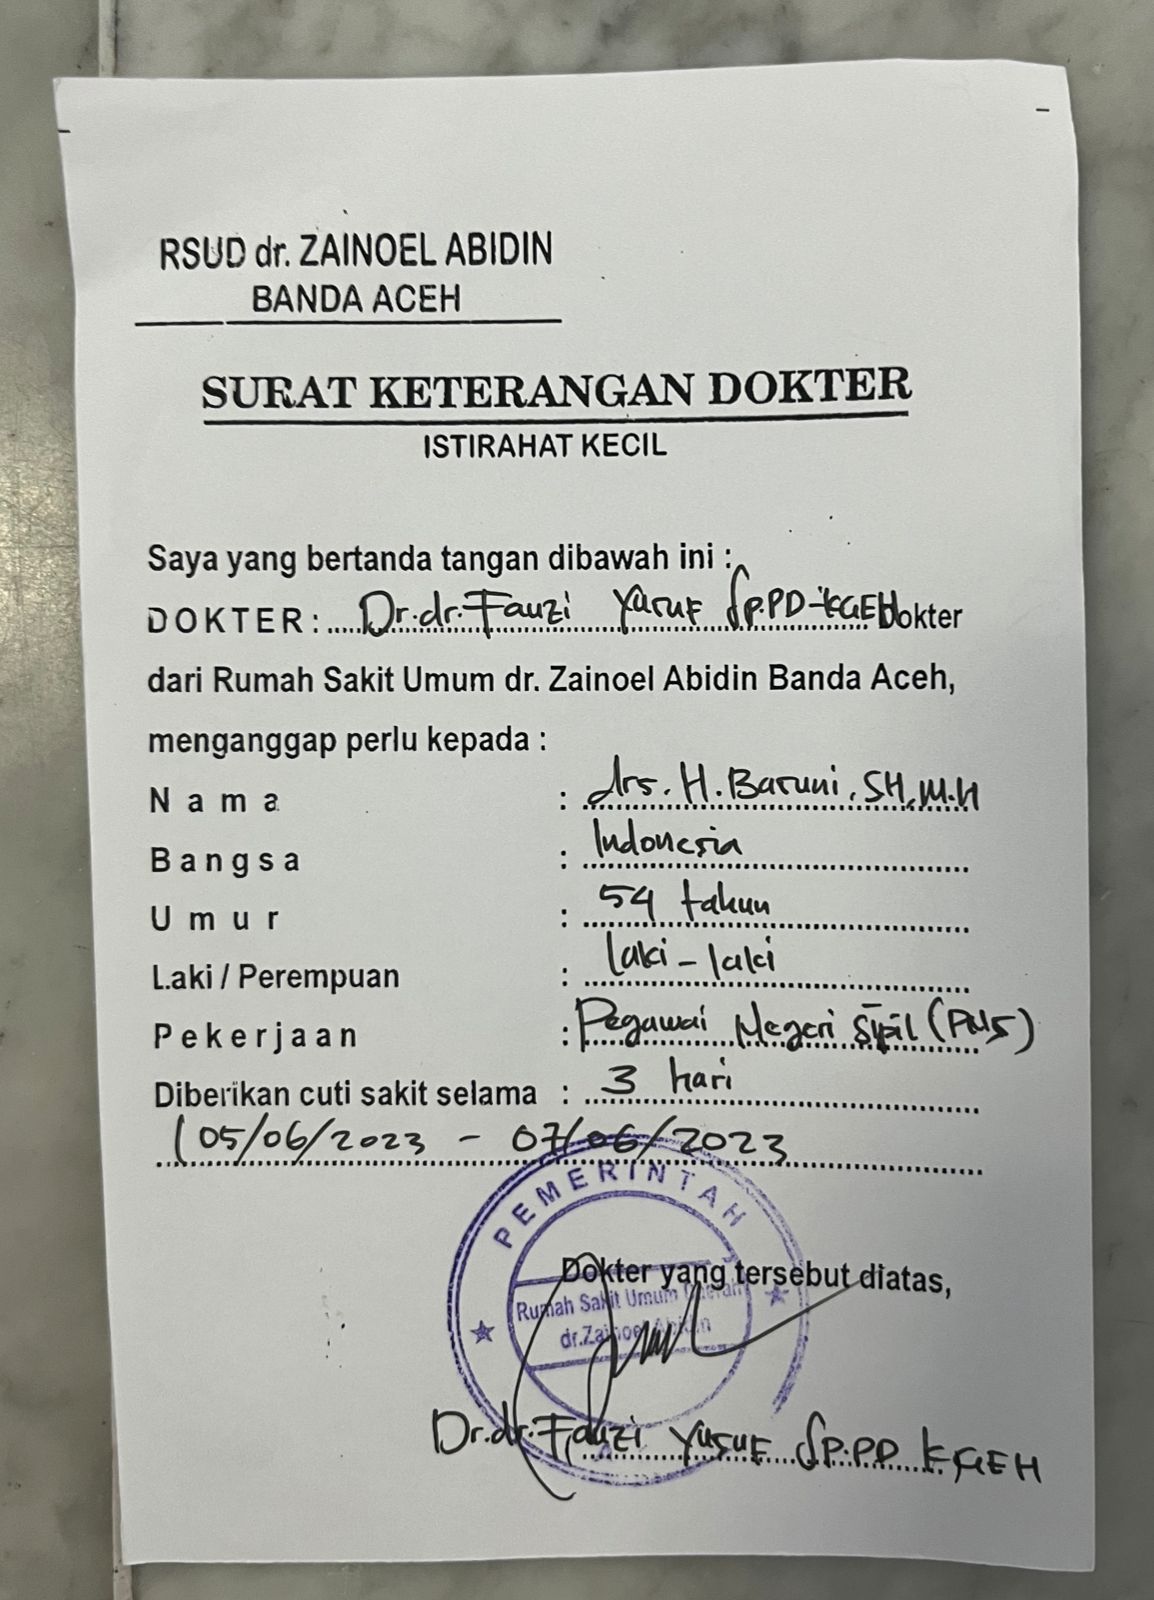 RSUD dr. ZAINOEL ABIDIN
BANDA ACEH
SURAT KETERANGAN DOKTER
ISTIRAHAT KECIL
Saya yang bertanda tangan dibawah ini :
DOKTER : Dr.dr. Fauzi Yusuf Sp.PD-KGEH Dokter
dari Rumah Sakit Umum dr. Zainoel Abidin Banda Aceh,
menganggap perlu kepada :
Nama : drs. H. Basuni, SH, M.H
Bangsa : Indonesia
Umur : 54 tahun
Laki / Perempuan : laki-laki
Pekerjaan : Pegawai Negeri Sipil (PNS)
Diberikan cuti sakit selama : 3 hari
(05/06/2023 - 07/06/2023
PEMERINTAH
Dokter yang tersebut diatas,
Rumah Sakit Umum Daerah
dr.Zainoel Abidin
Dr.dr. Fauzi Yusuf Sp.PD KGEH